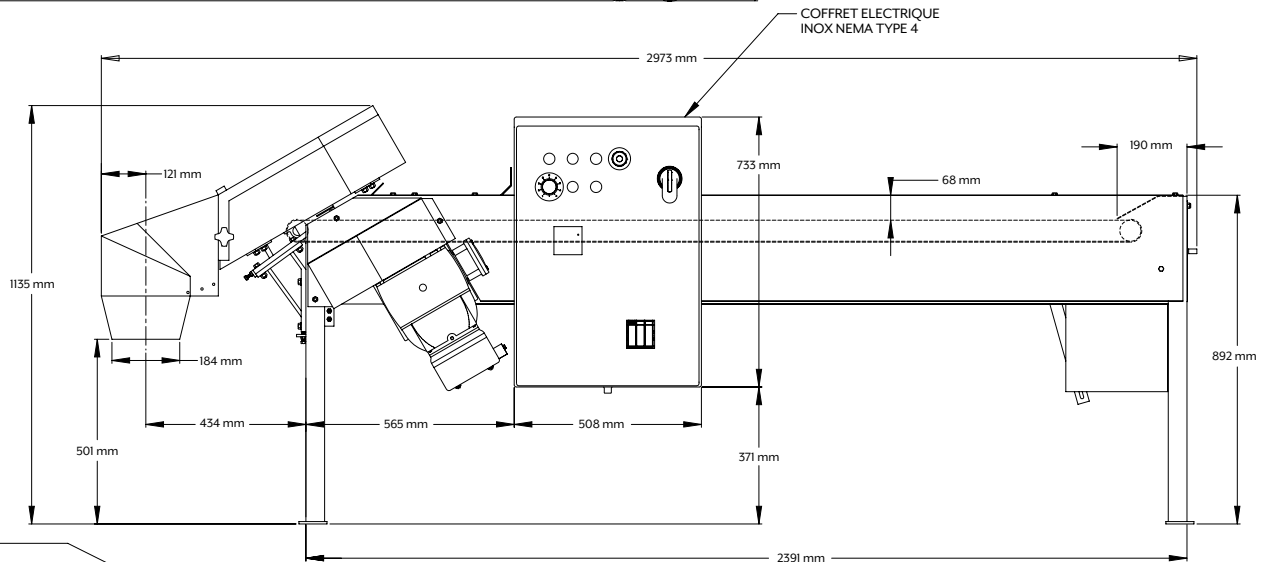 COFFRET ELECTRIQUE
INOX NEMA TYPE 4
2973 mm
190 mm
733 mm
121 mm
68 mm
1135 mm
184 mm
892 mm
434 mm
565 mm
508 mm
501 mm
371 mm
2391 mm